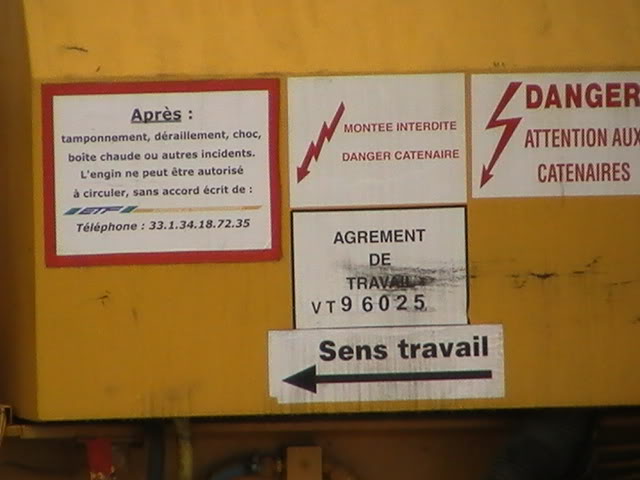 Après :
tamponnement, déraillement, choc,
boîte chaude ou autres incidents.
L'engin ne peut être autorisé
à circuler, sans accord écrit de :
ETF
Téléphone : 33.1.34.18.72.35
MONTEE INTERDITE
DANGER CATENAIRE
DANGER
ATTENTION AUX
CATENAIRES
AGREMENT
DE
TRAVAIL
VT96025
Sens travail